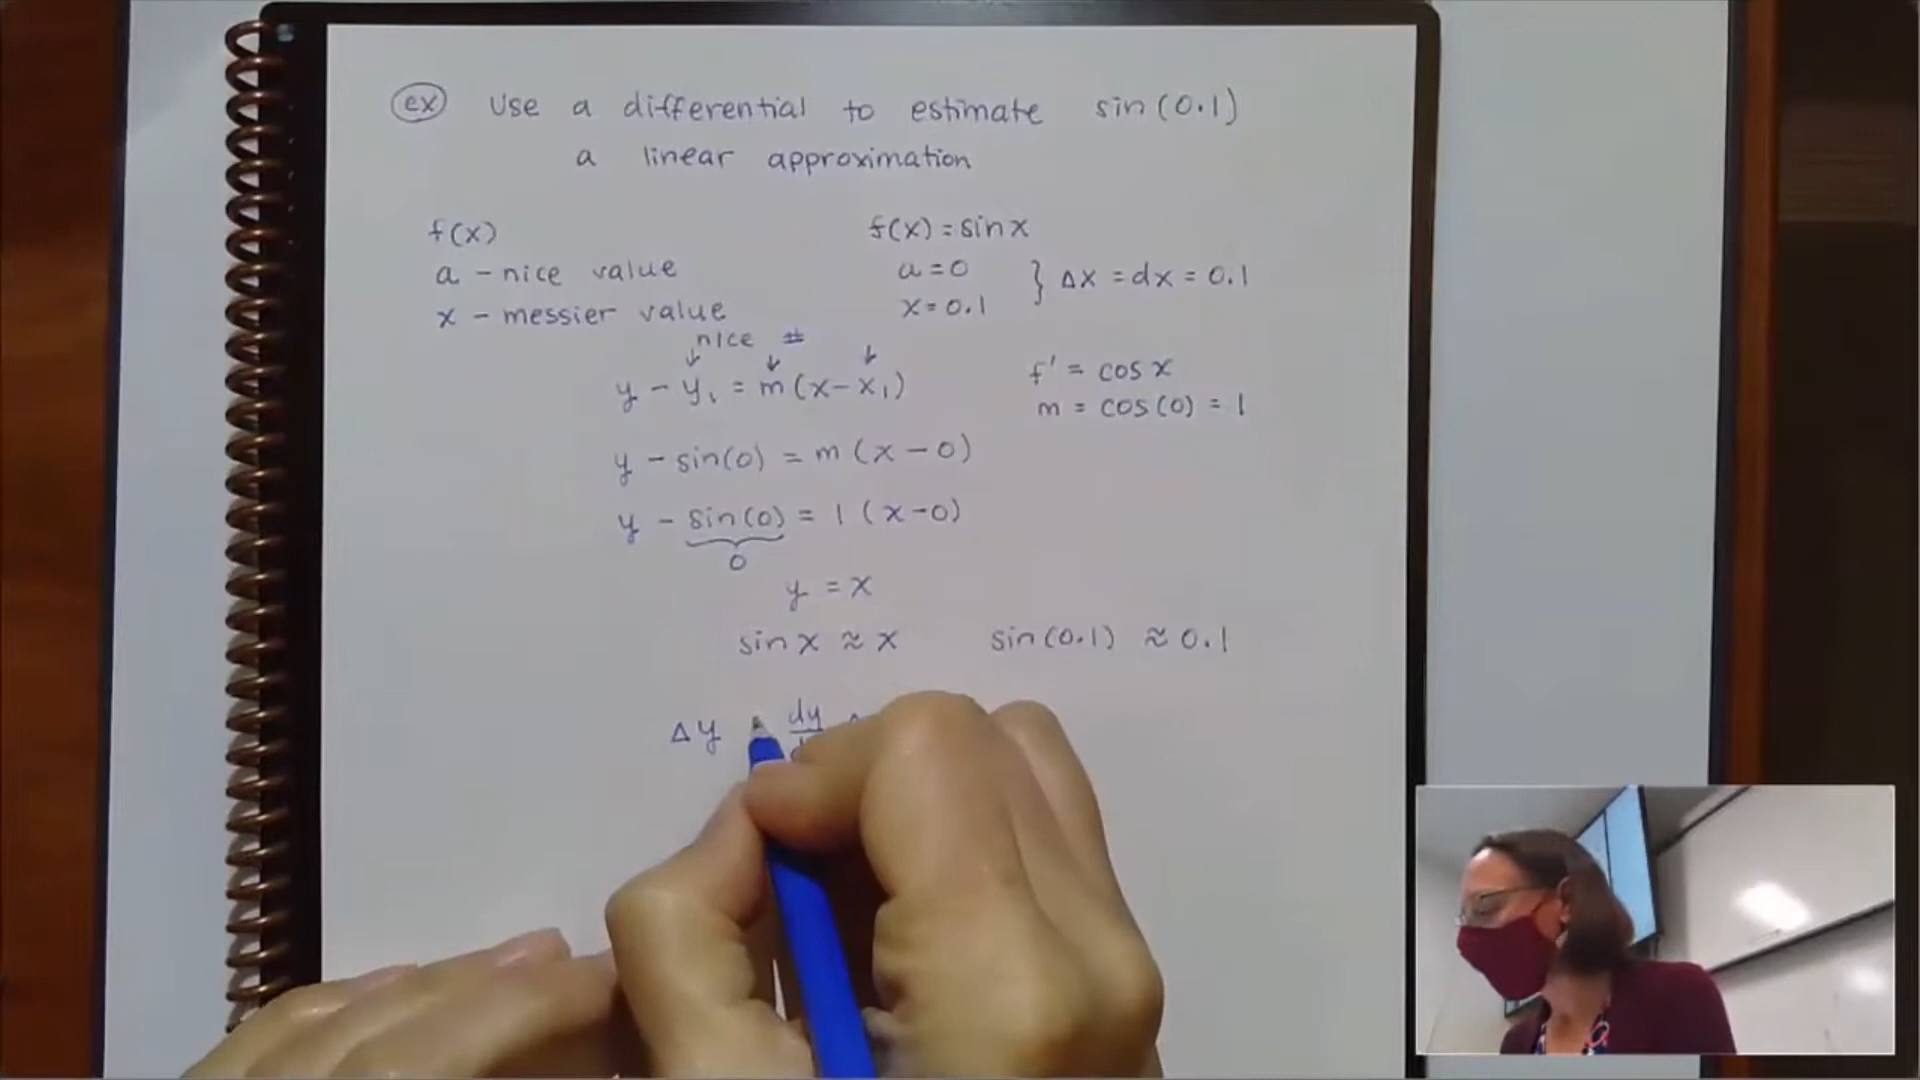 ex Use a differential to estimate sin(0.1)
a linear approximation
f(x)
a - nice value
x - messier value
f(x) = sin x
a = 0
x = 0.1
} Δx = dx = 0.1
nice #
↓ ↓ ↓
y - y₁ = m(x - x₁)
f' = cos x
m = cos(0) = 1
y - sin(0) = m(x - 0)
y - sin(0) = 1(x - 0)
0
y = x
sin x ≈ x sin(0.1) ≈ 0.1
Δy dy